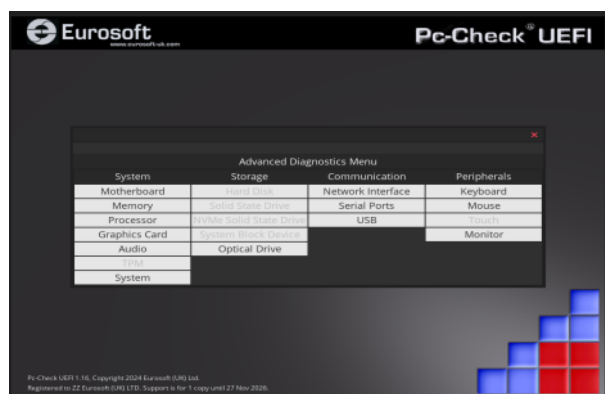 Eurosoft
www.eurosoft-uk.com
Pc-Check® UEFI
×
Advanced Diagnostics Menu
System Storage Communication Peripherals
Motherboard Hard Disk Network Interface Keyboard
Memory Solid State Drive Serial Ports Mouse
Processor NVMe Solid State Drive USB Touch
Graphics Card System Block Device Monitor
Audio Optical Drive
TPM
System
Pc-Check UEFI 1.16, Copyright 2024 Eurosoft (UK) Ltd.
Registered to ZZ Eurosoft (UK) LTD. Support is for 1 copy until 27 Nov 2026.